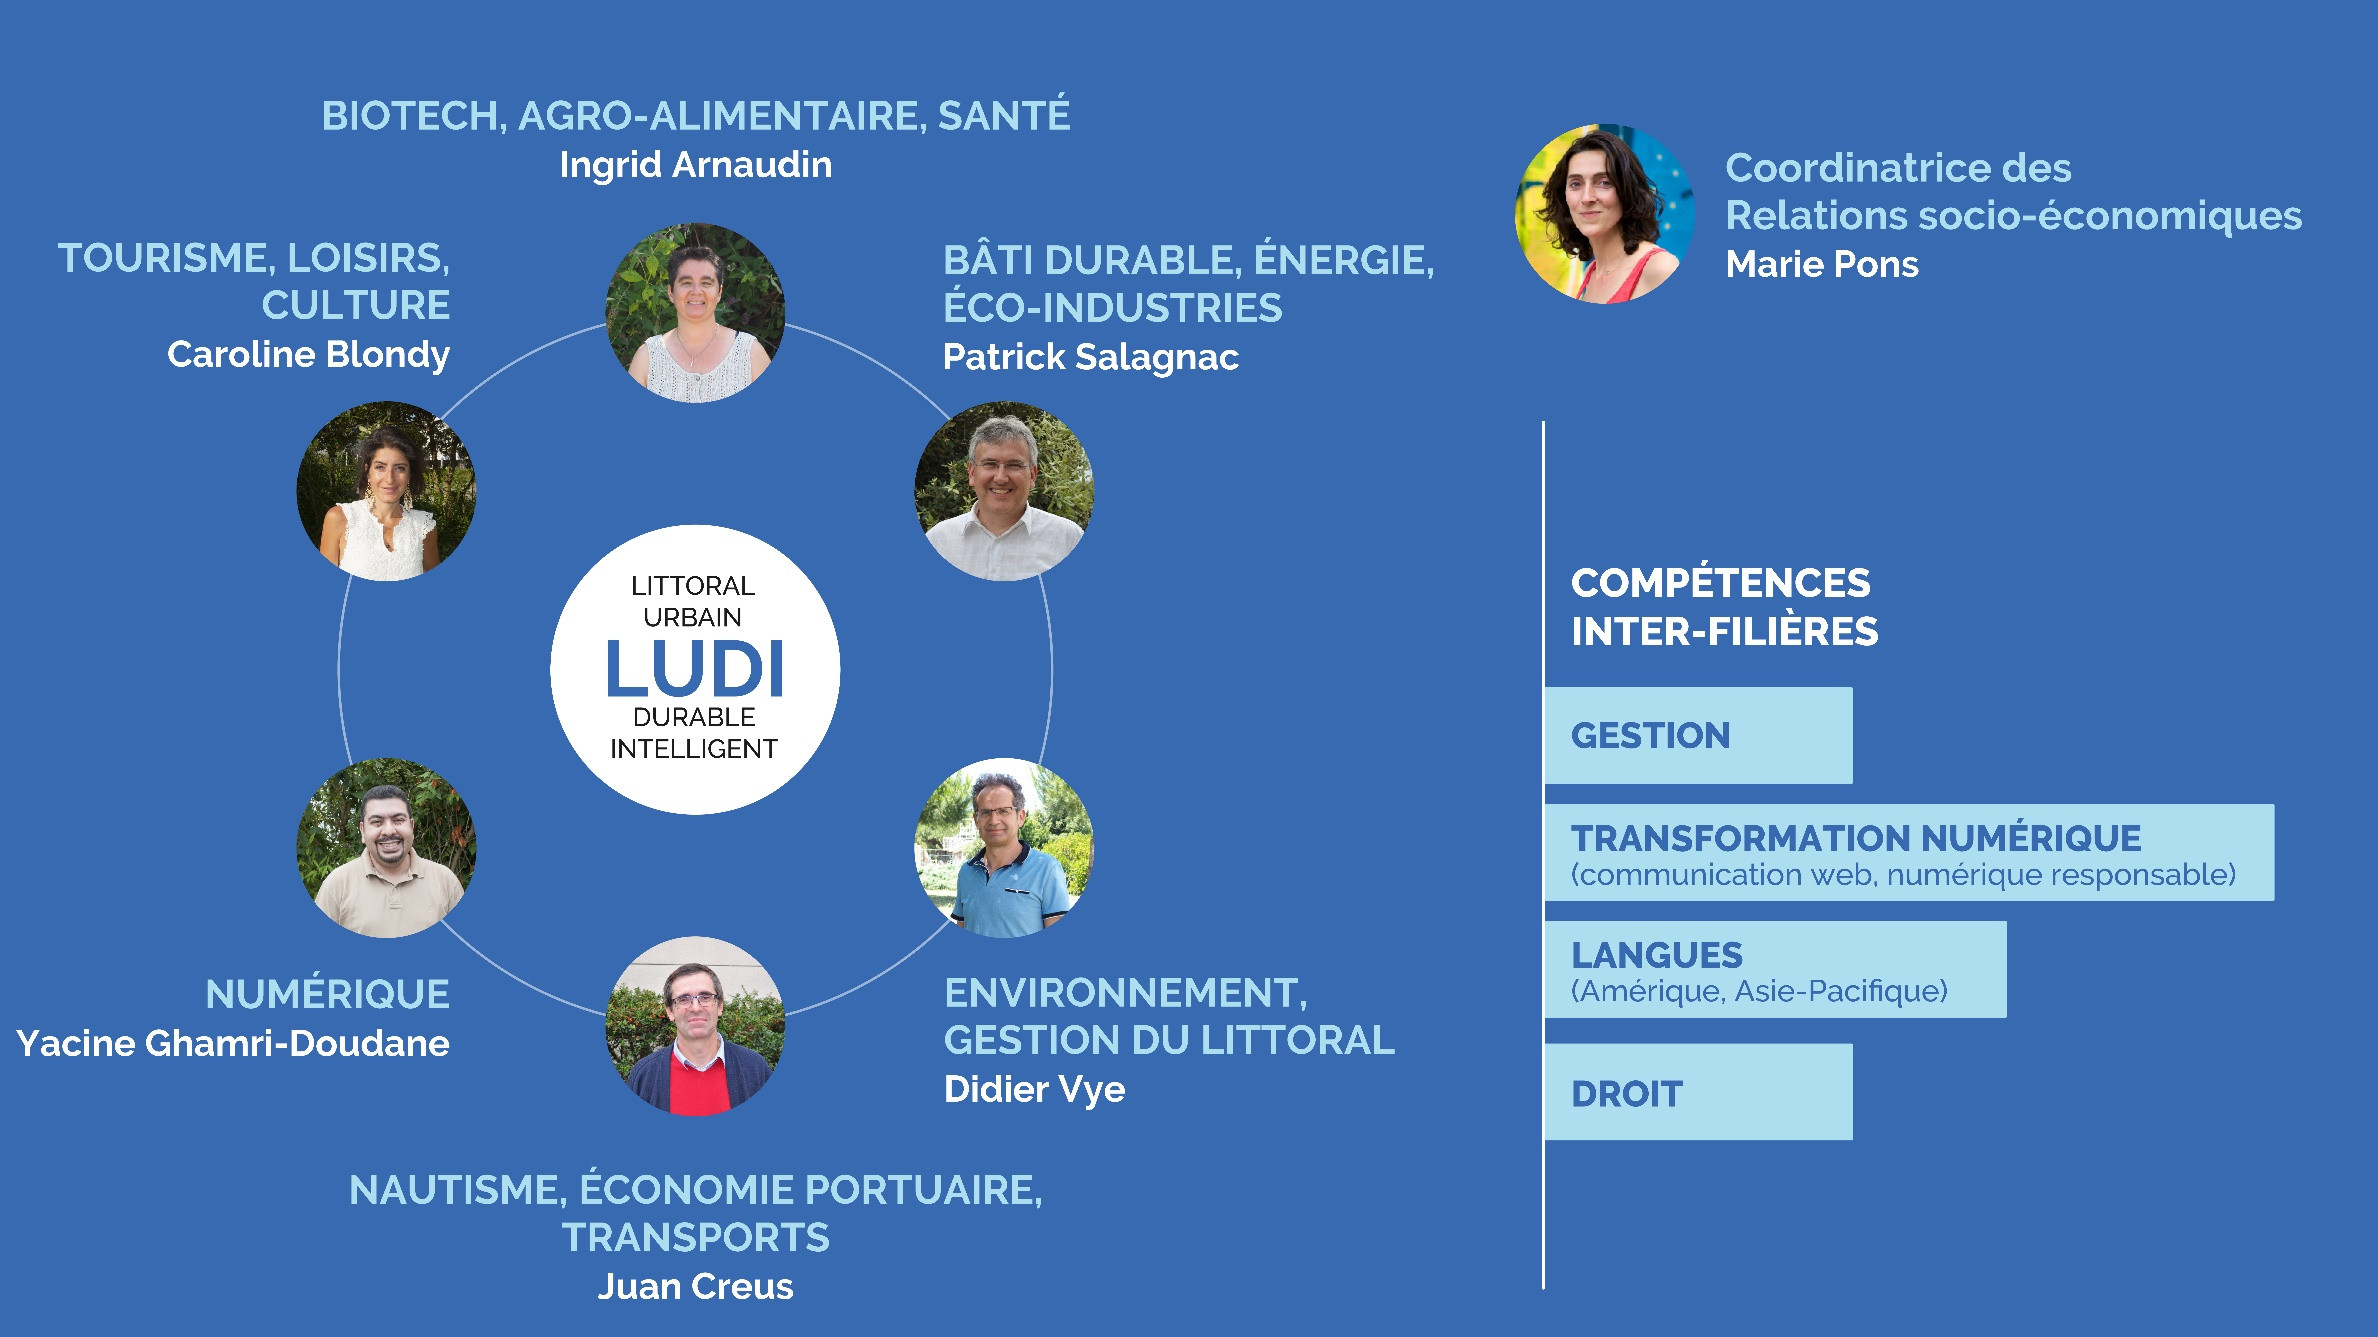 BIOTECH, AGRO-ALIMENTAIRE, SANTÉ
Ingrid Arnaudin
TOURISME, LOISIRS,
CULTURE
Caroline Blondy
BÂTI DURABLE, ÉNERGIE,
ÉCO-INDUSTRIES
Patrick Salagnac
LITTORAL
URBAIN
LUDI
DURABLE
INTELLIGENT
NUMÉRIQUE
Yacine Ghamri-Doudane
ENVIRONNEMENT,
GESTION DU LITTORAL
Didier Vye
NAUTISME, ÉCONOMIE PORTUAIRE,
TRANSPORTS
Juan Creus
Coordinatrice des
Relations socio-économiques
Marie Pons
COMPÉTENCES
INTER-FILIÈRES
GESTION
TRANSFORMATION NUMÉRIQUE
(communication web, numérique responsable)
LANGUES
(Amérique, Asie-Pacifique)
DROIT